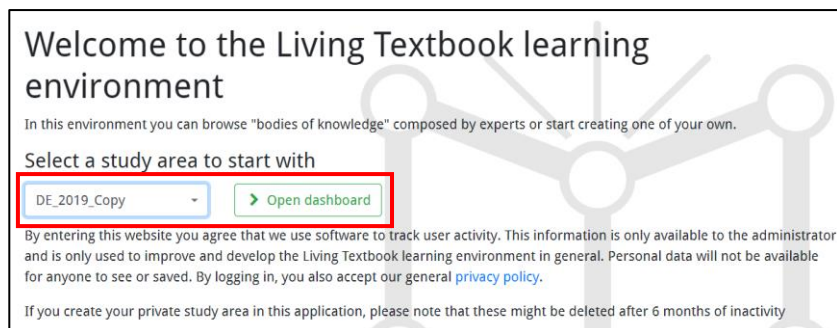 Welcome to the Living Textbook learning
environment
In this environment you can browse "bodies of knowledge" composed by experts or start creating one of your own.
Select a study area to start with
DE_2019_Copy
Open dashboard
By entering this website you agree that we use software to track user activity. This information is only available to the administrator
and is only used to improve and develop the Living Textbook learning environment in general. Personal data will not be available
for anyone to see or saved. By logging in, you also accept our general privacy policy.
If you create your private study area in this application, please note that these might be deleted after 6 months of inactivity